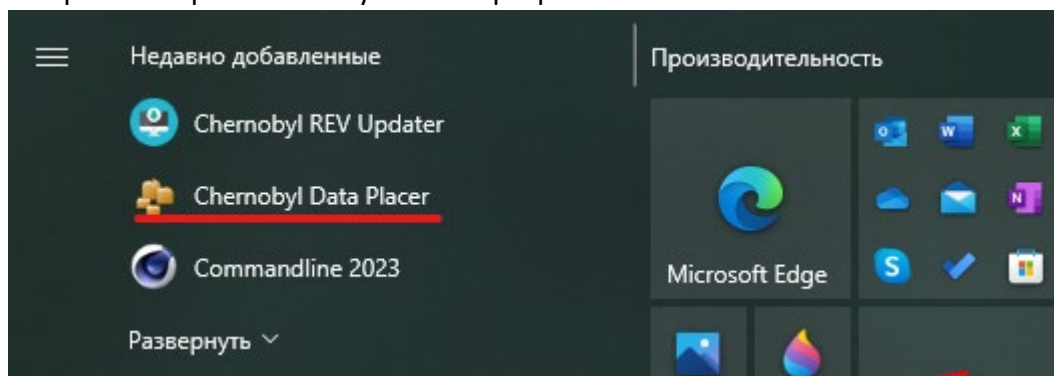 Недавно добавленные
Chernobyl REV Updater
Chernobyl Data Placer
Commandline 2023
Развернуть
Производительность
Microsoft Edge